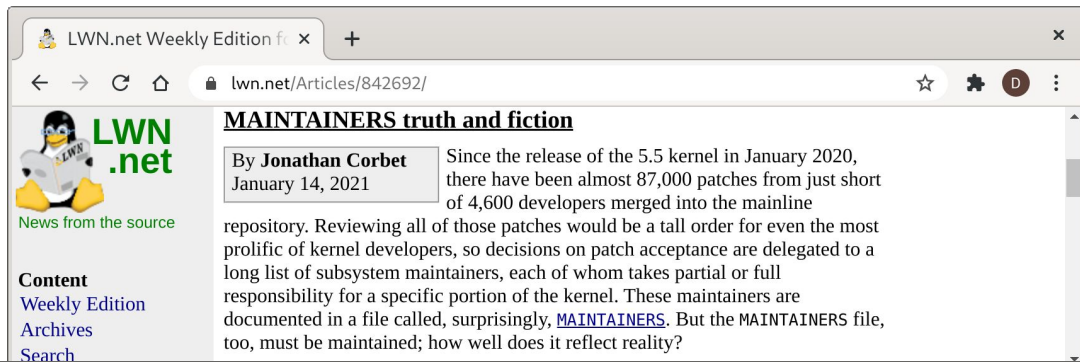 LWN.net Weekly Edition fo
lwn.net/Articles/842692/
D
LWN
LWN
.net
News from the source
Content
Weekly Edition
Archives
Search
MAINTAINERS truth and fiction
By Jonathan Corbet
January 14, 2021
Since the release of the 5.5 kernel in January 2020,
there have been almost 87,000 patches from just short
of 4,600 developers merged into the mainline
repository. Reviewing all of those patches would be a tall order for even the most
prolific of kernel developers, so decisions on patch acceptance are delegated to a
long list of subsystem maintainers, each of whom takes partial or full
responsibility for a specific portion of the kernel. These maintainers are
documented in a file called, surprisingly, MAINTAINERS. But the MAINTAINERS file,
too, must be maintained; how well does it reflect reality?